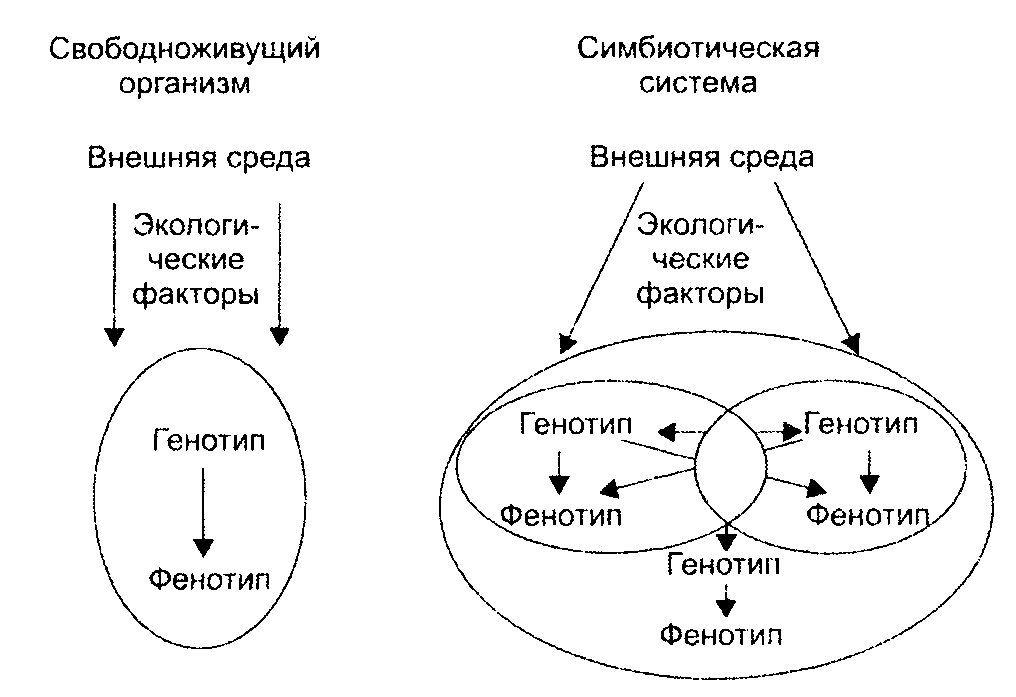 Свободноживущий
организм
Внешняя среда
Экологи-
ческие
факторы
Генотип
Фенотип
Симбиотическая
система
Внешняя среда
Экологи-
ческие
факторы
Генотип
Генотип
Фенотип
Фенотип
Генотип
Фенотип